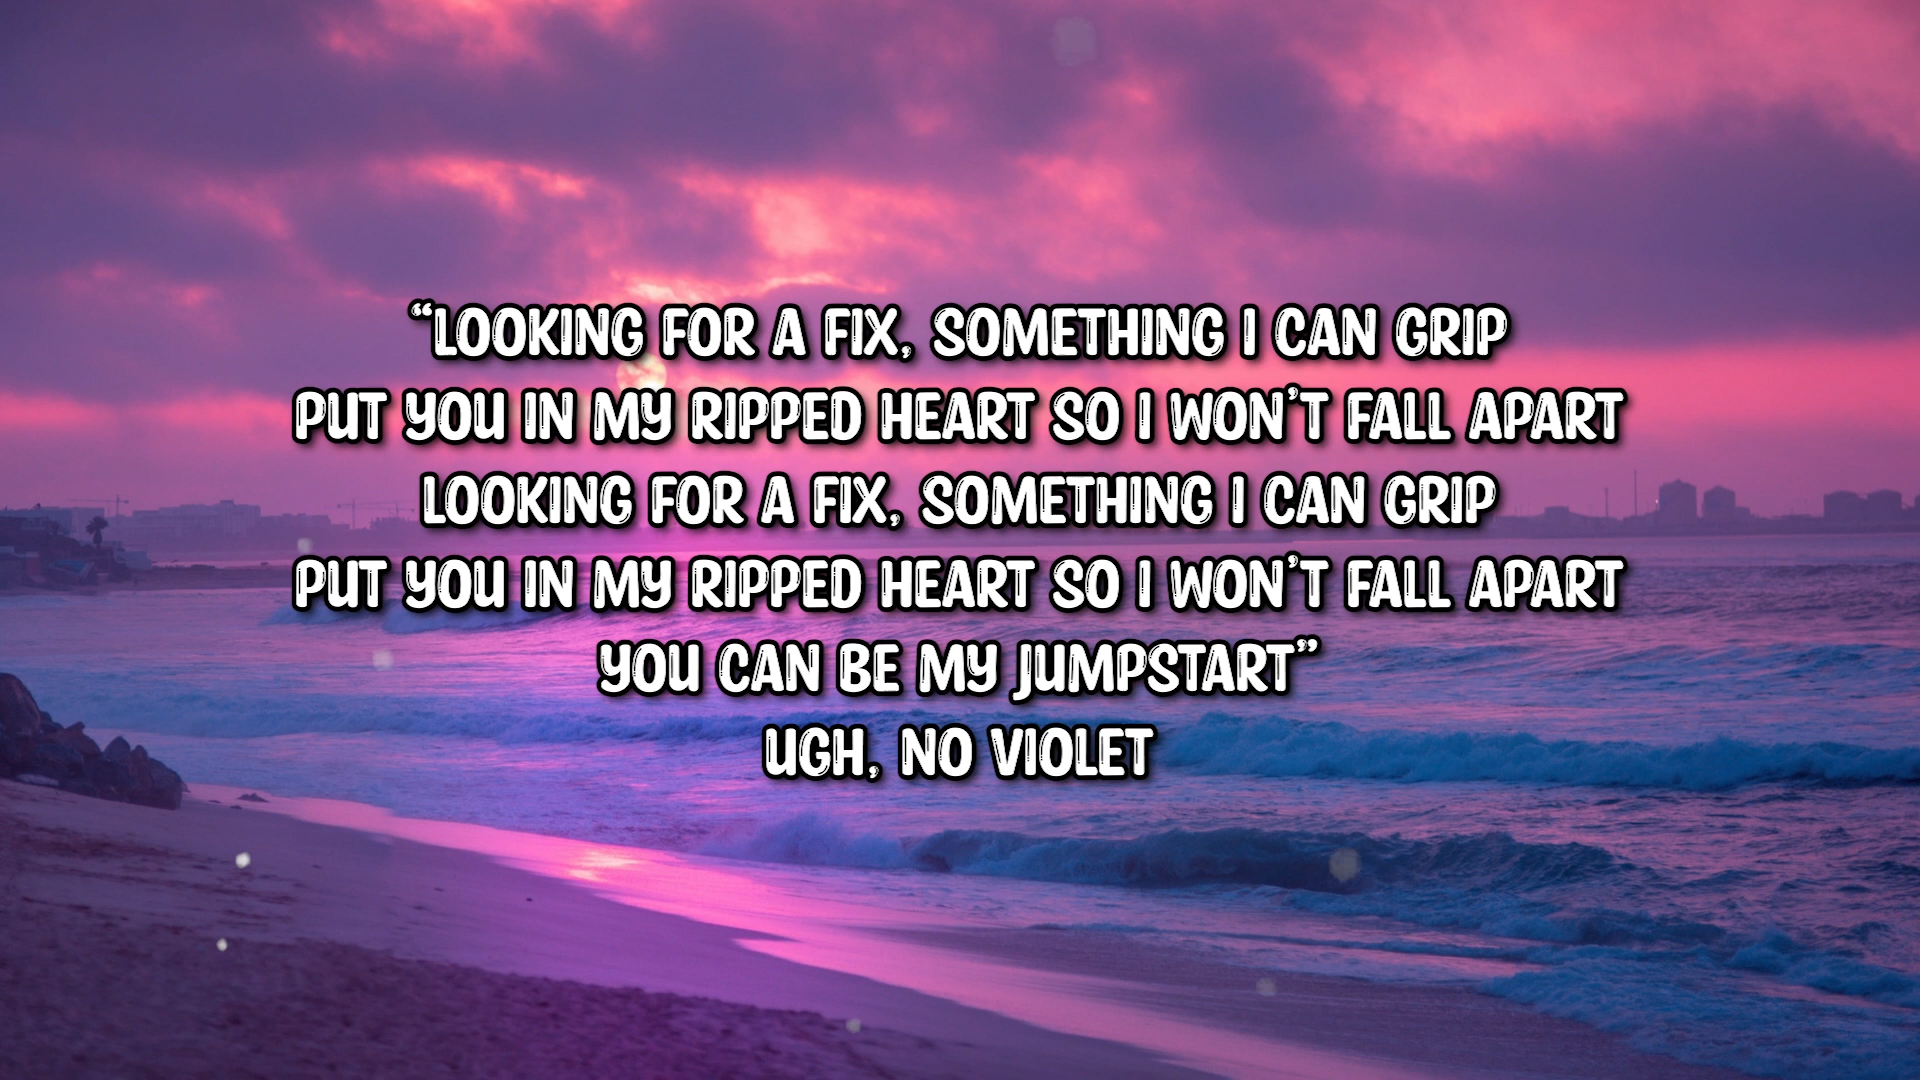 “LOOKING FOR A FIX, SOMETHING I CAN GRIP
PUT YOU IN MY RIPPED HEART SO I WON’T FALL APART
LOOKING FOR A FIX, SOMETHING I CAN GRIP
PUT YOU IN MY RIPPED HEART SO I WON’T FALL APART
YOU CAN BE MY JUMPSTART”
UGH, NO VIOLET